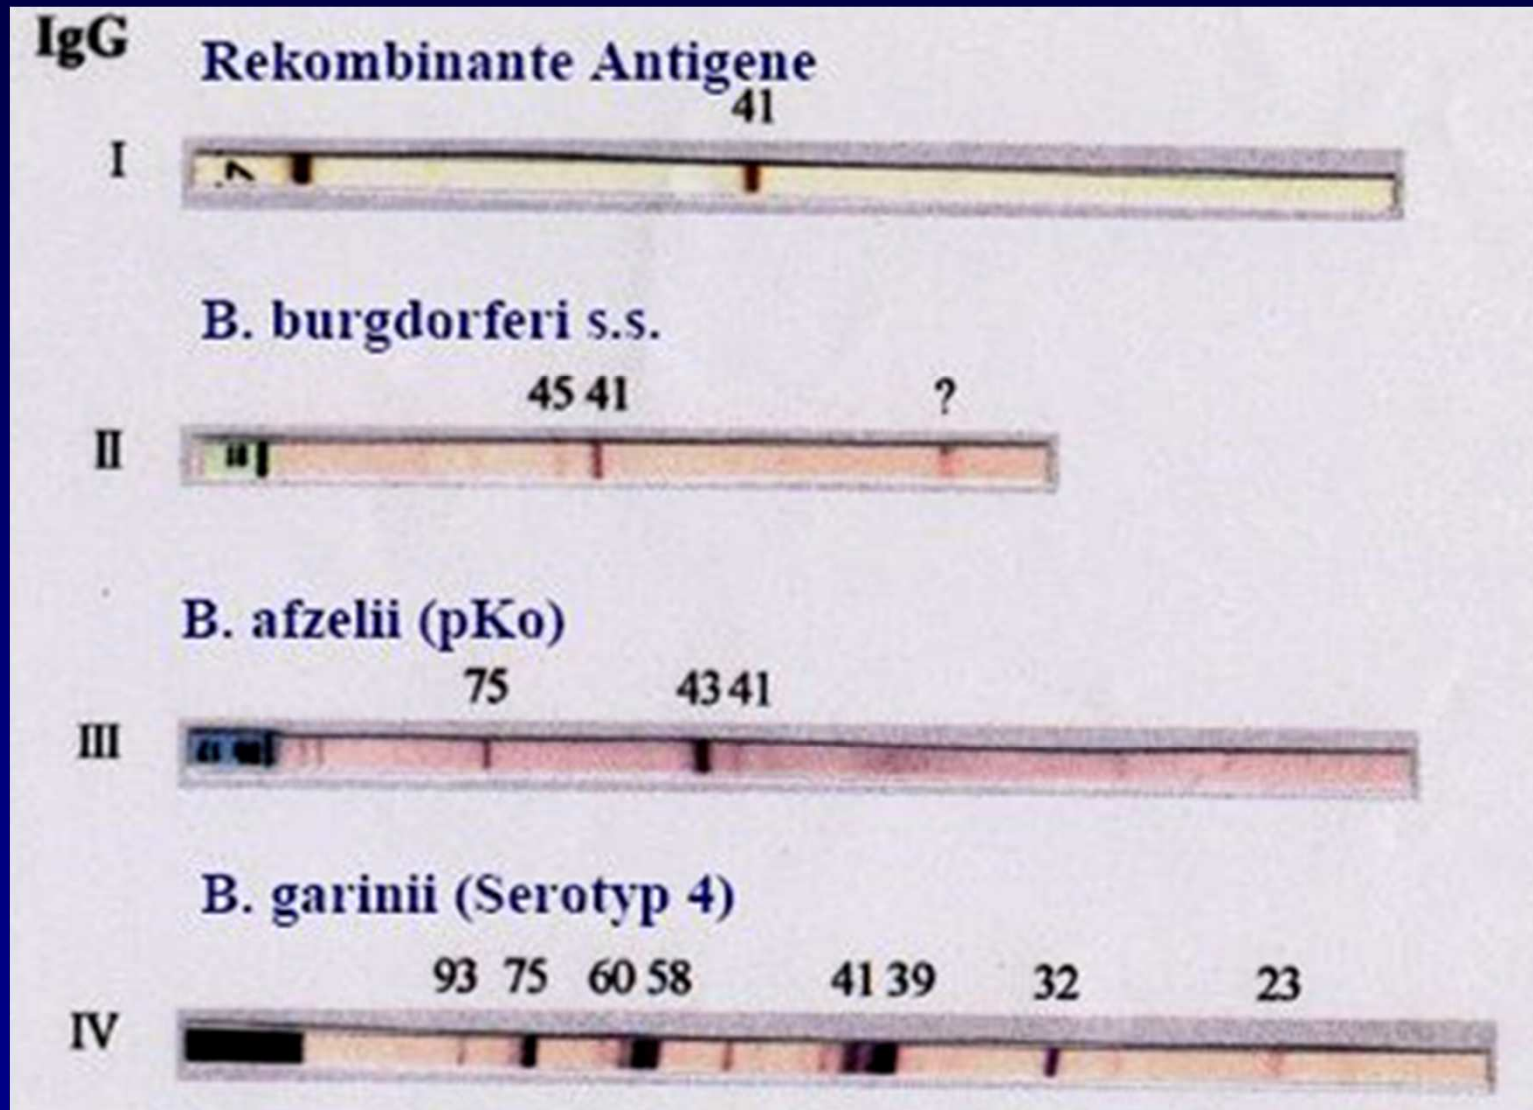 IgG
Rekombinante Antigene
41
I
B. burgdorferi s.s.
45 41 ?
II
B. afzelii (pKo)
75 43 41
III
B. garinii (Serotyp 4)
93 75 60 58 41 39 32 23
IV